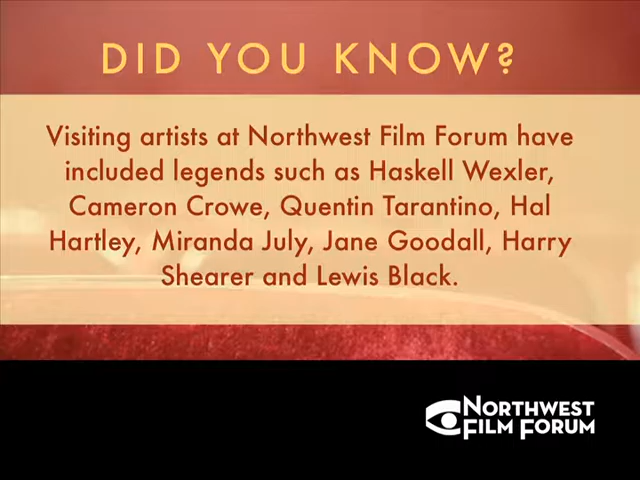 DID YOU KNOW?
Visiting artists at Northwest Film Forum have
included legends such as Haskell Wexler,
Cameron Crowe, Quentin Tarantino, Hal
Hartley, Miranda July, Jane Goodall, Harry
Shearer and Lewis Black.
NORTHWEST
FILM FORUM